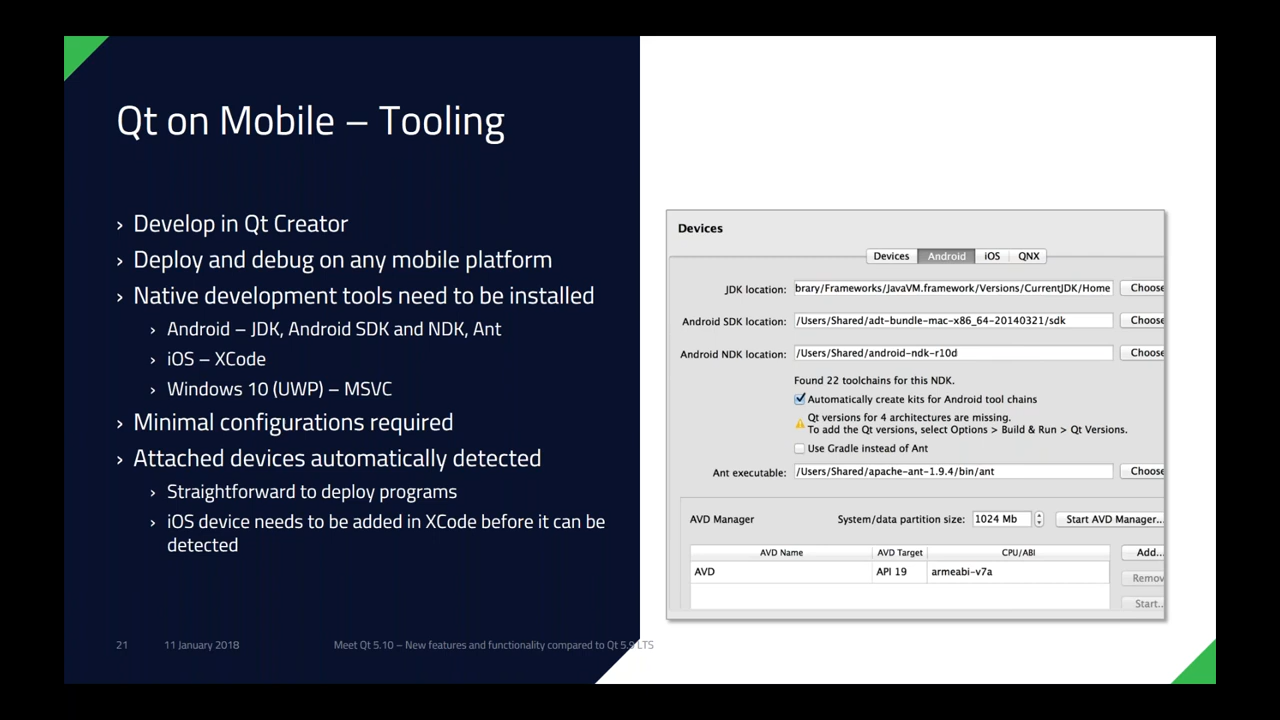 Qt on Mobile – Tooling
› Develop in Qt Creator
› Deploy and debug on any mobile platform
› Native development tools need to be installed
› Android – JDK, Android SDK and NDK, Ant
› iOS – XCode
› Windows 10 (UWP) – MSVC
› Minimal configurations required
› Attached devices automatically detected
› Straightforward to deploy programs
› iOS device needs to be added in XCode before it can be
detected
21 11 January 2018 Meet Qt 5.10 – New features and functionality compared to Qt 5.9 LTS
Devices
Devices Android iOS QNX
JDK location: brary/Frameworks/JavaVM.framework/Versions/CurrentJDK/Home Choose
Android SDK location: /Users/Shared/adt-bundle-mac-x86_64-20140321/sdk Choose
Android NDK location: /Users/Shared/android-ndk-r10d Choose
Found 22 toolchains for this NDK.
Automatically create kits for Android tool chains
Qt versions for 4 architectures are missing.
To add the Qt versions, select Options > Build & Run > Qt Versions.
Use Gradle instead of Ant
Ant executable: /Users/Shared/apache-ant-1.9.4/bin/ant Choose
AVD Manager System/data partition size: 1024 Mb Start AVD Manager...
AVD Name AVD Target CPU/ABI Add...
AVD API 19 armeabi-v7a
Remov
Start..